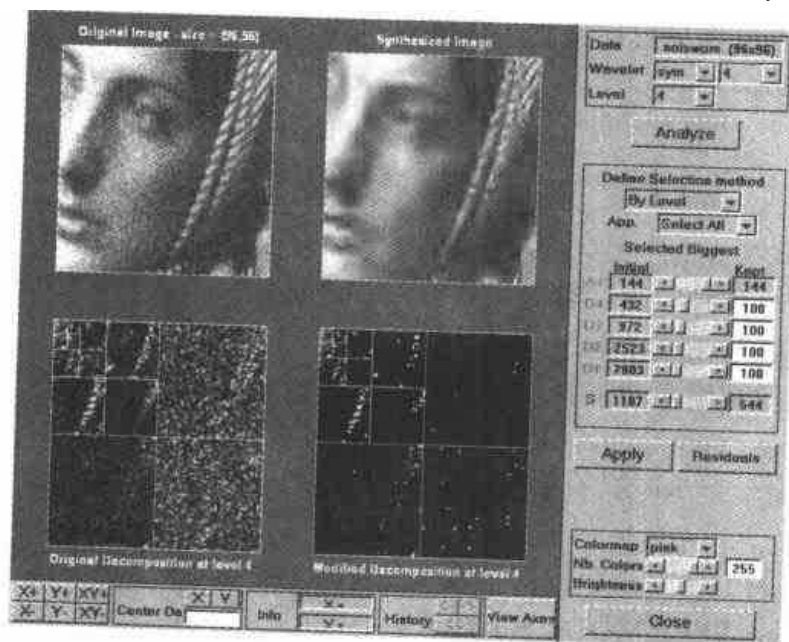 Original Image - size = (96,96)
Synthesized Image
Original Decomposition at level 4
Modified Decomposition at level 4
X+ Y+ XY+
X- Y- XY-
Center
X Y
Info
History
View Axes
Data noiswom (96x96)
Wavelet sym 4
Level 4
Analyze
Define Selection method
By Level
App. Select All
Selected Biggest
Initial Kept
144 144
432 100
972 100
2523 100
100
S 544
Apply Residuals
Colormap pink
Nb. Colors 255
Brightness
Close